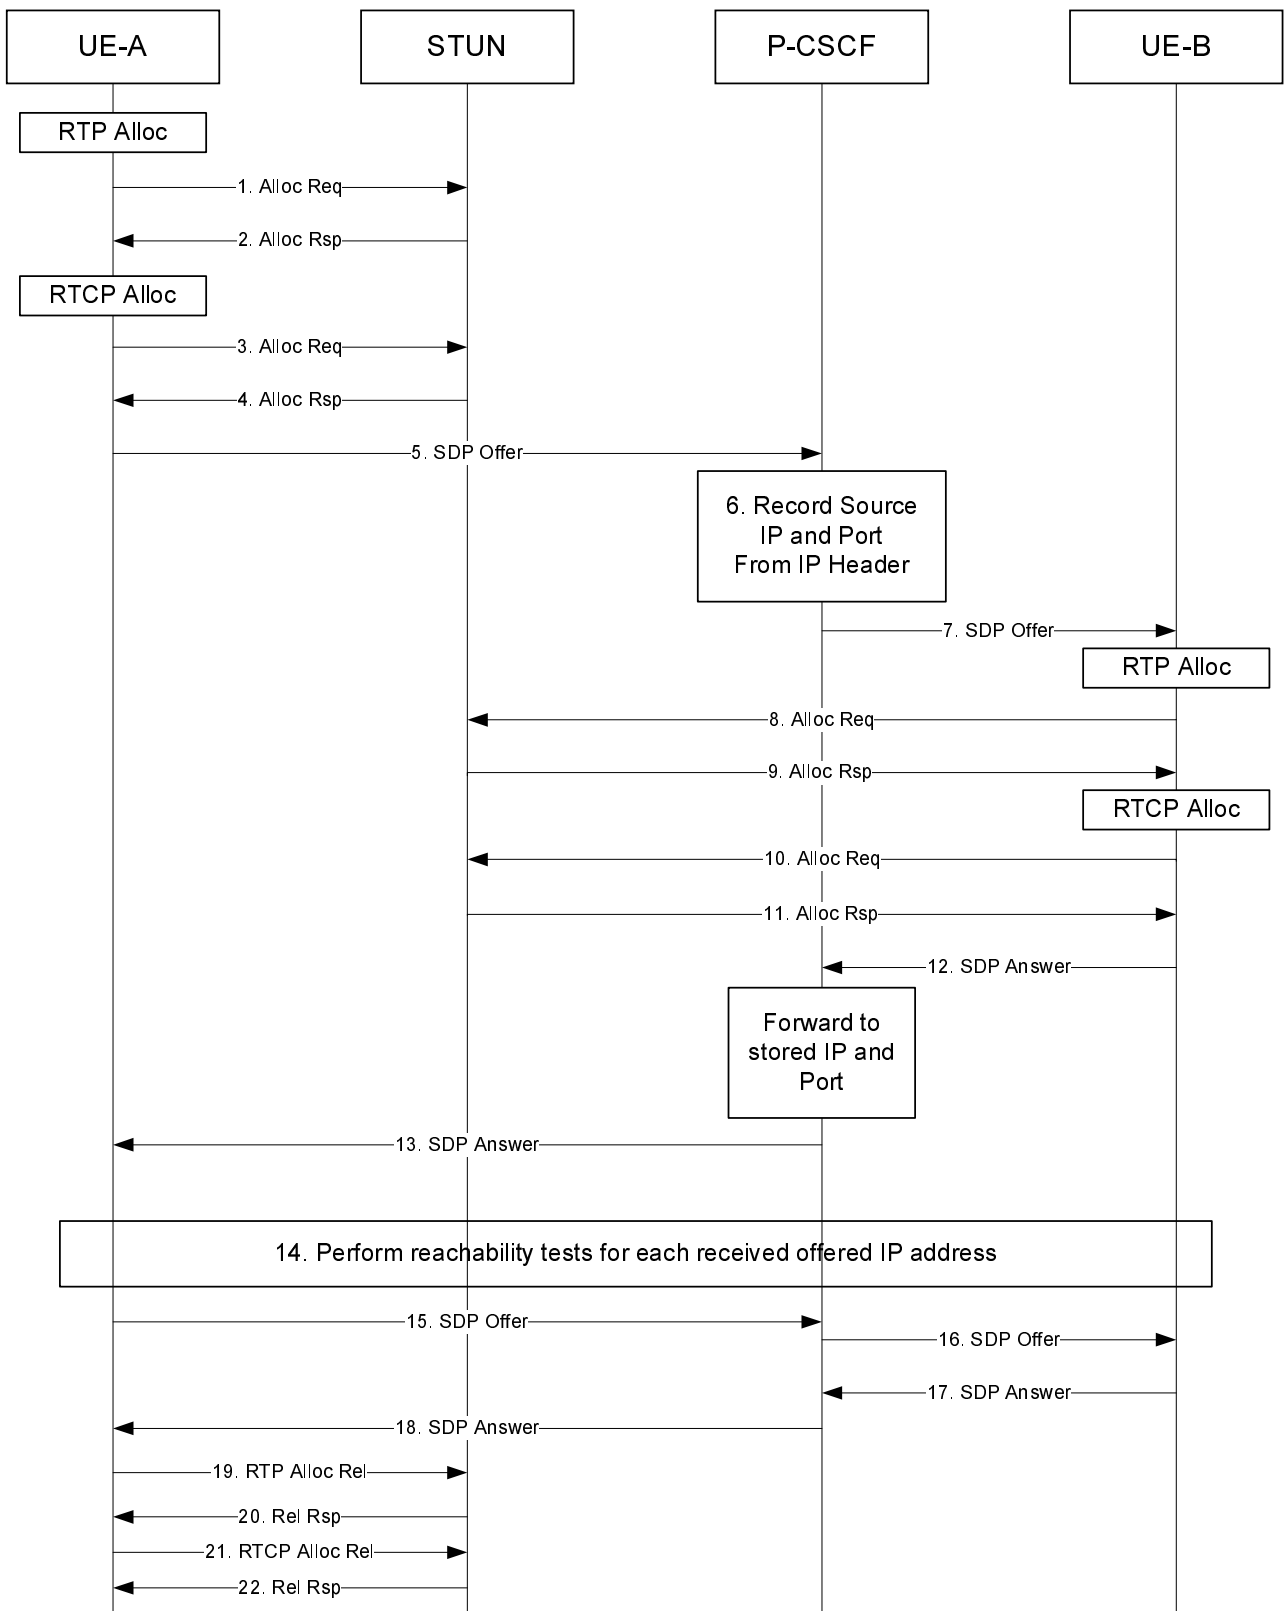 UE-A
STUN
P-CSCF
UE-B
RTP Alloc
1. Alloc Req
2. Alloc Rsp
RTCP Alloc
3. Alloc Req
4. Alloc Rsp
5. SDP Offer
6. Record Source
IP and Port
From IP Header
7. SDP Offer
RTP Alloc
8. Alloc Req
9. Alloc Rsp
RTCP Alloc
10. Alloc Req
11. Alloc Rsp
12. SDP Answer
Forward to
stored IP and
Port
13. SDP Answer
14. Perform reachability tests for each received offered IP address
15. SDP Offer
16. SDP Offer
17. SDP Answer
18. SDP Answer
19. RTP Alloc Rel
20. Rel Rsp
21. RTCP Alloc Rel
22. Rel Rsp